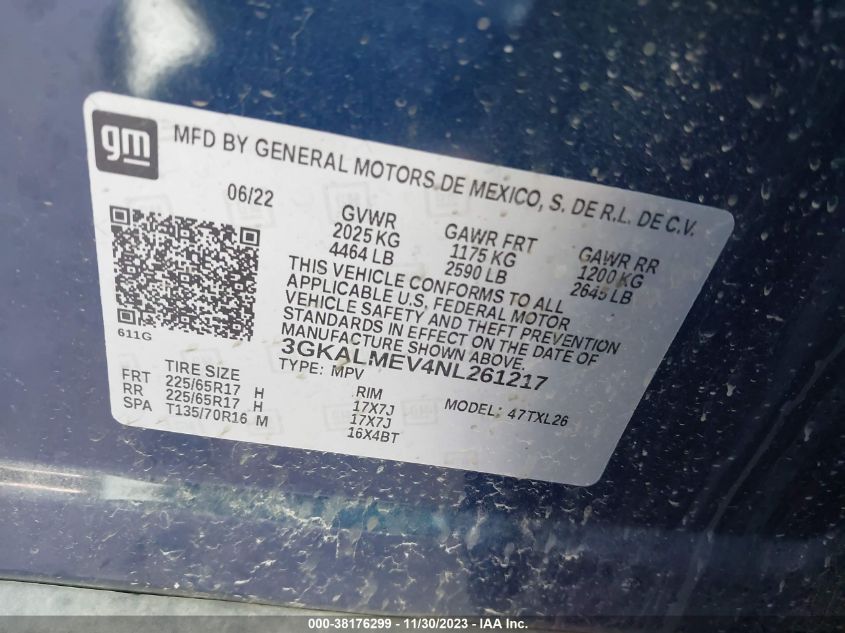 gm
MFD BY GENERAL MOTORS DE MEXICO, S. DE R.L. DE C.V.
06/22
GVWR
2025 KG
4464 LB
GAWR FRT
1175 KG
2590 LB
GAWR RR
1200 KG
2645 LB
THIS VEHICLE CONFORMS TO ALL
APPLICABLE U.S. FEDERAL MOTOR
VEHICLE SAFETY AND THEFT PREVENTION
STANDARDS IN EFFECT ON THE DATE OF
MANUFACTURE SHOWN ABOVE.
611G
3GKALMEV4NL261217
TYPE: MPV
TIRE SIZE
RIM
MODEL: 47TXL26
FRT 225/65R17 H 17X7J
RR 225/65R17 H 17X7J
SPA T135/70R16 M 16X4BT
000-38176299 - 11/30/2023 - IAA Inc.